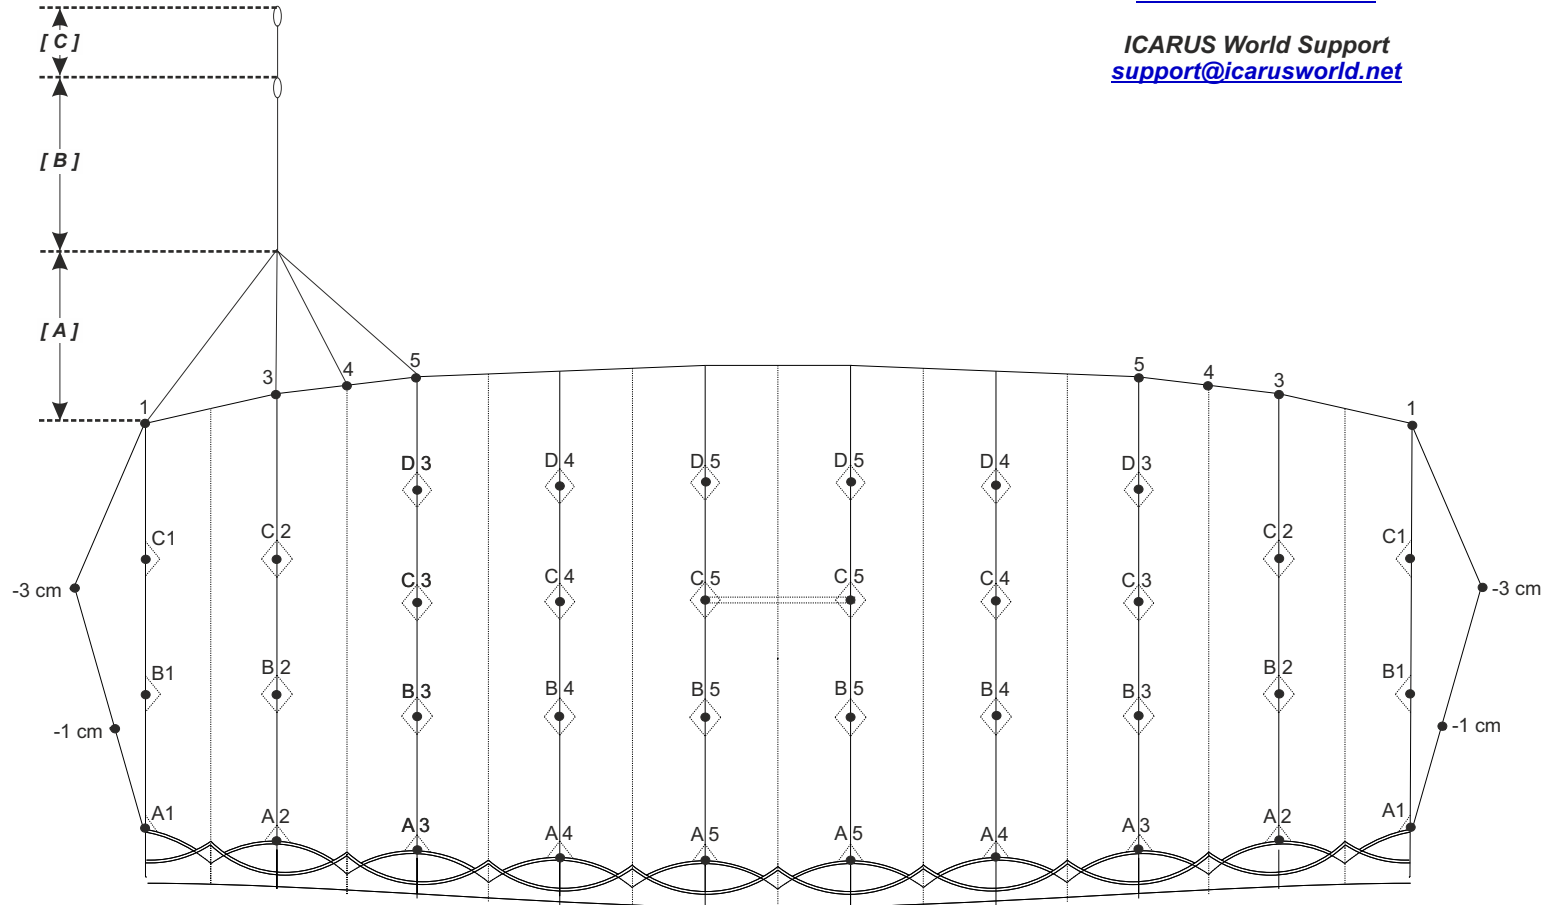 ICARUS World Support
support@icarusworld.net
[ C ]
[ B ]
[ A ]
1 3 4 5 5 4 3 1
D 3 D 4 D 5 D 5 D 4 D 3
C1 C 2 C 2 C1
C 3 C 4 C 5 C 5 C 4 C 3
-3 cm -3 cm
B1 B 2 B 2 B1
B 3 B 4 B 5 B 5 B 4 B 3
-1 cm -1 cm
A1 A 2 A 3 A 4 A 5 A 5 A 4 A 3 A 2 A1